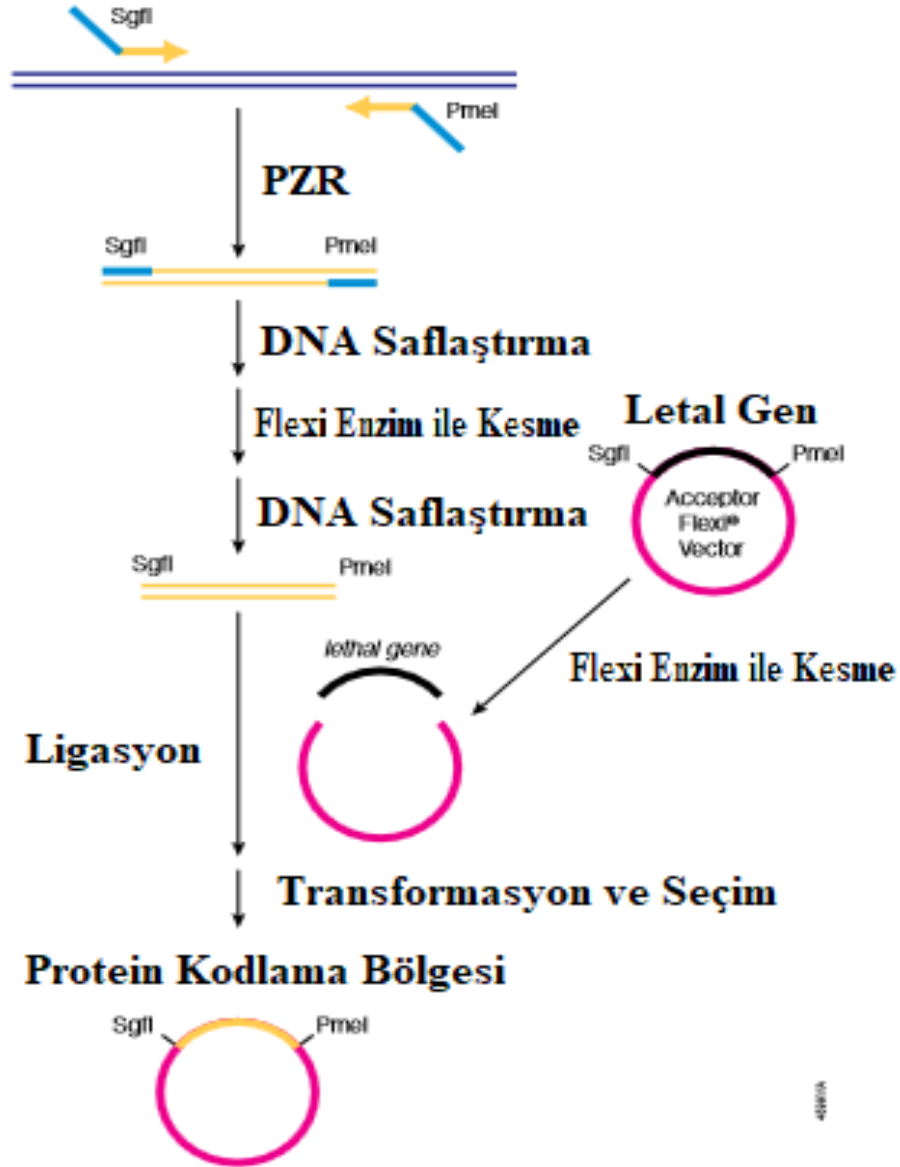 SgfI
PmeI
PZR
SgfI
PmeI
DNA Saflaştırma
Flexi Enzim ile Kesme
Letal Gen
SgfI
PmeI
Acceptor
Flexi®
Vector
DNA Saflaştırma
SgfI
PmeI
lethal gene
Flexi Enzim ile Kesme
Ligasyon
Transformasyon ve Seçim
Protein Kodlama Bölgesi
SgfI
PmeI